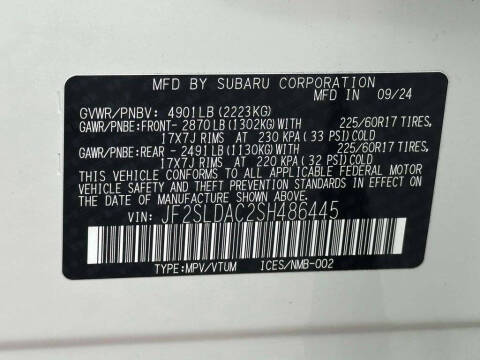 MFD BY SUBARU CORPORATION
MFD IN 09/24
GVWR/PNBV: 4901LB (2223KG)
GAWR/PNBE:FRONT- 2870LB (1302KG) WITH 225/60R17 TIRES,
17X7J RIMS AT 230 KPA (33 PSI) COLD
GAWR/PNBE:REAR - 2491LB (1130KG) WITH 225/60R17 TIRES,
17X7J RIMS AT 220 KPA (32 PSI) COLD
THIS VEHICLE CONFORMS TO ALL APPLICABLE FEDERAL MOTOR
VEHICLE SAFETY AND THEFT PREVENTION STANDARDS IN EFFECT ON
THE DATE OF MANUFACTURE SHOWN ABOVE.
VIN: JF2SLDAC2SH486445
TYPE:MPV/VTUM ICES/NMB-002